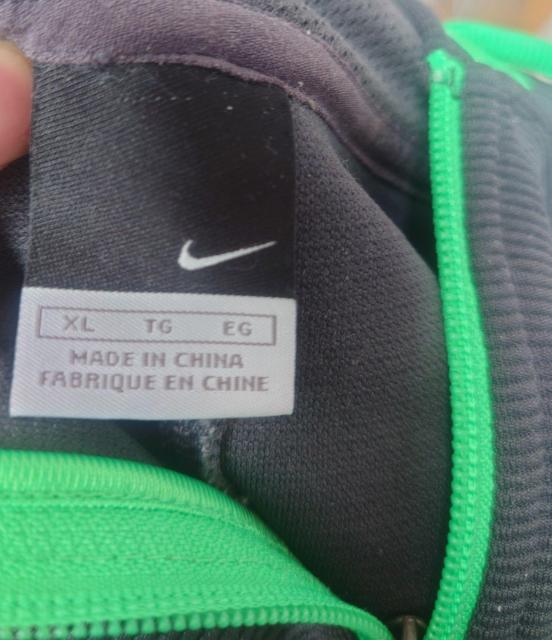 XL TG EG
MADE IN CHINA
FABRIQUE EN CHINE